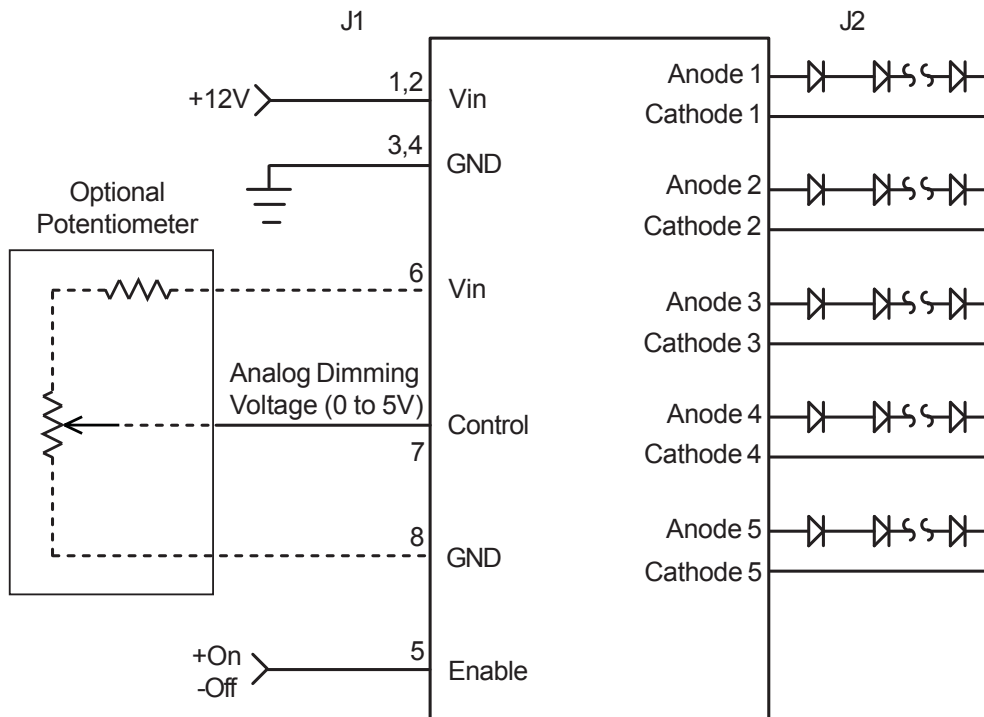 J1
J2
+12V
1,2
Vin
3,4
GND
Optional
Potentiometer
6
Vin
Analog Dimming
Voltage (0 to 5V)
7
Control
8
GND
+On
-Off
5
Enable
Anode 1
Cathode 1
Anode 2
Cathode 2
Anode 3
Cathode 3
Anode 4
Cathode 4
Anode 5
Cathode 5